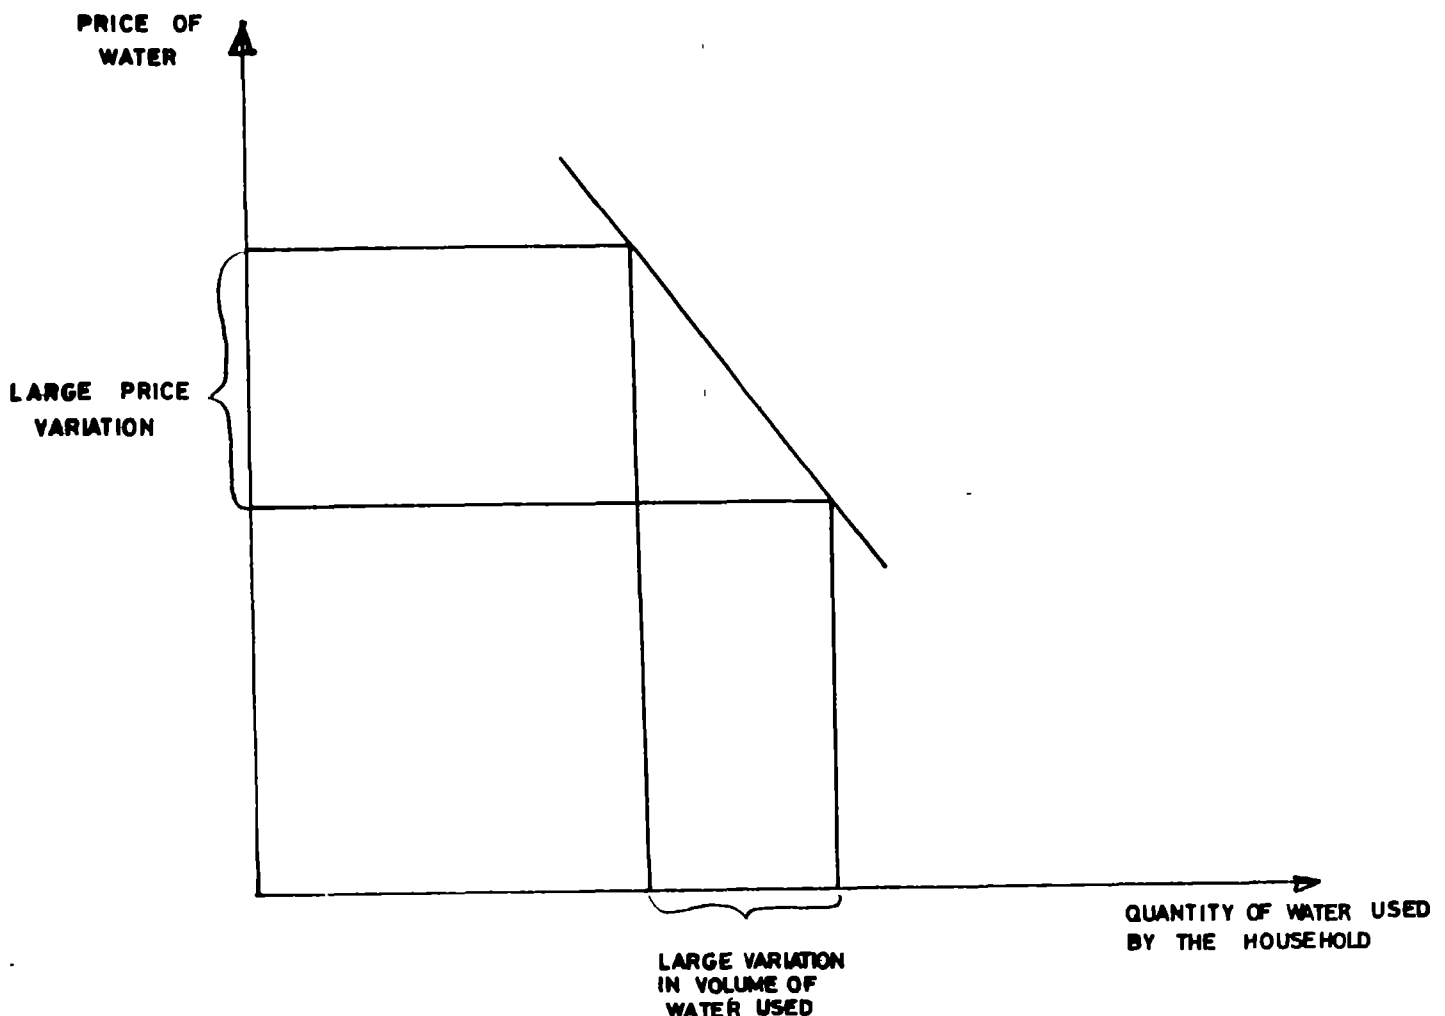 PRICE OF
WATER
LARGE PRICE
VARIATION
QUANTITY OF WATER USED
BY THE HOUSEHOLD
LARGE VARIATION
IN VOLUME OF
WATER USED